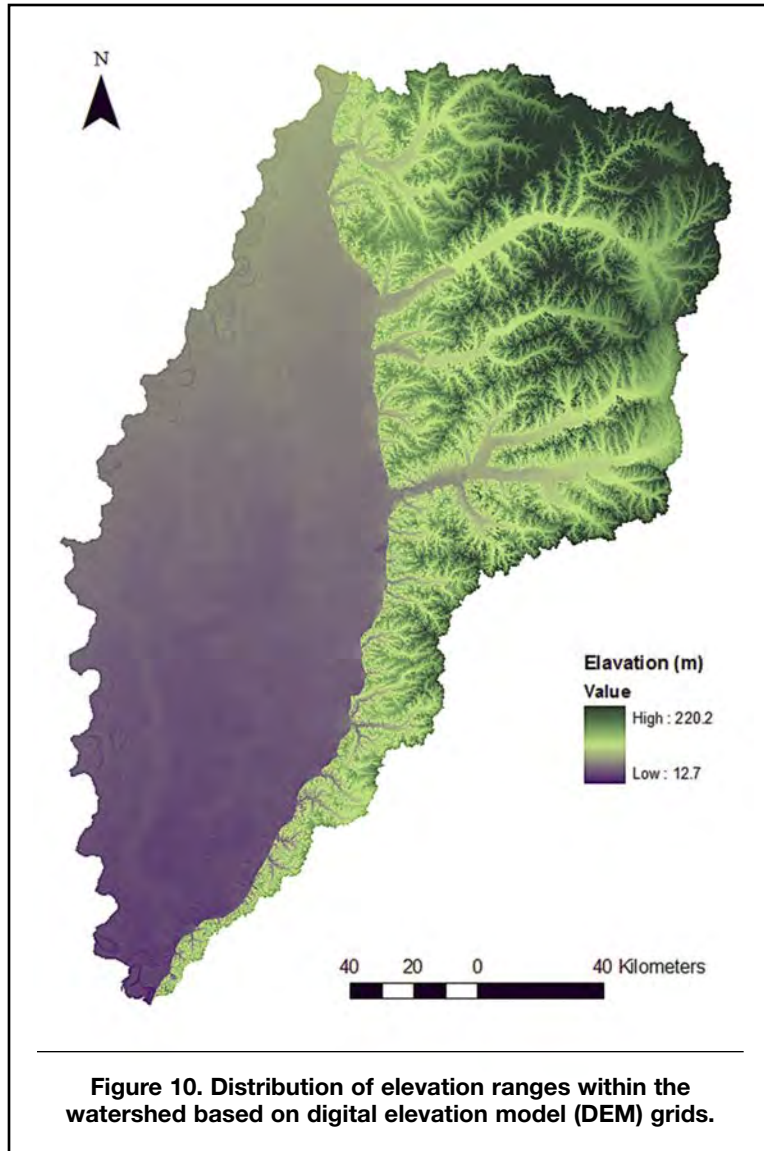 N
Elavation (m)
Value
High : 220.2
Low : 12.7
40 20 0 40 Kilometers
Figure 10. Distribution of elevation ranges within the
watershed based on digital elevation model (DEM) grids.